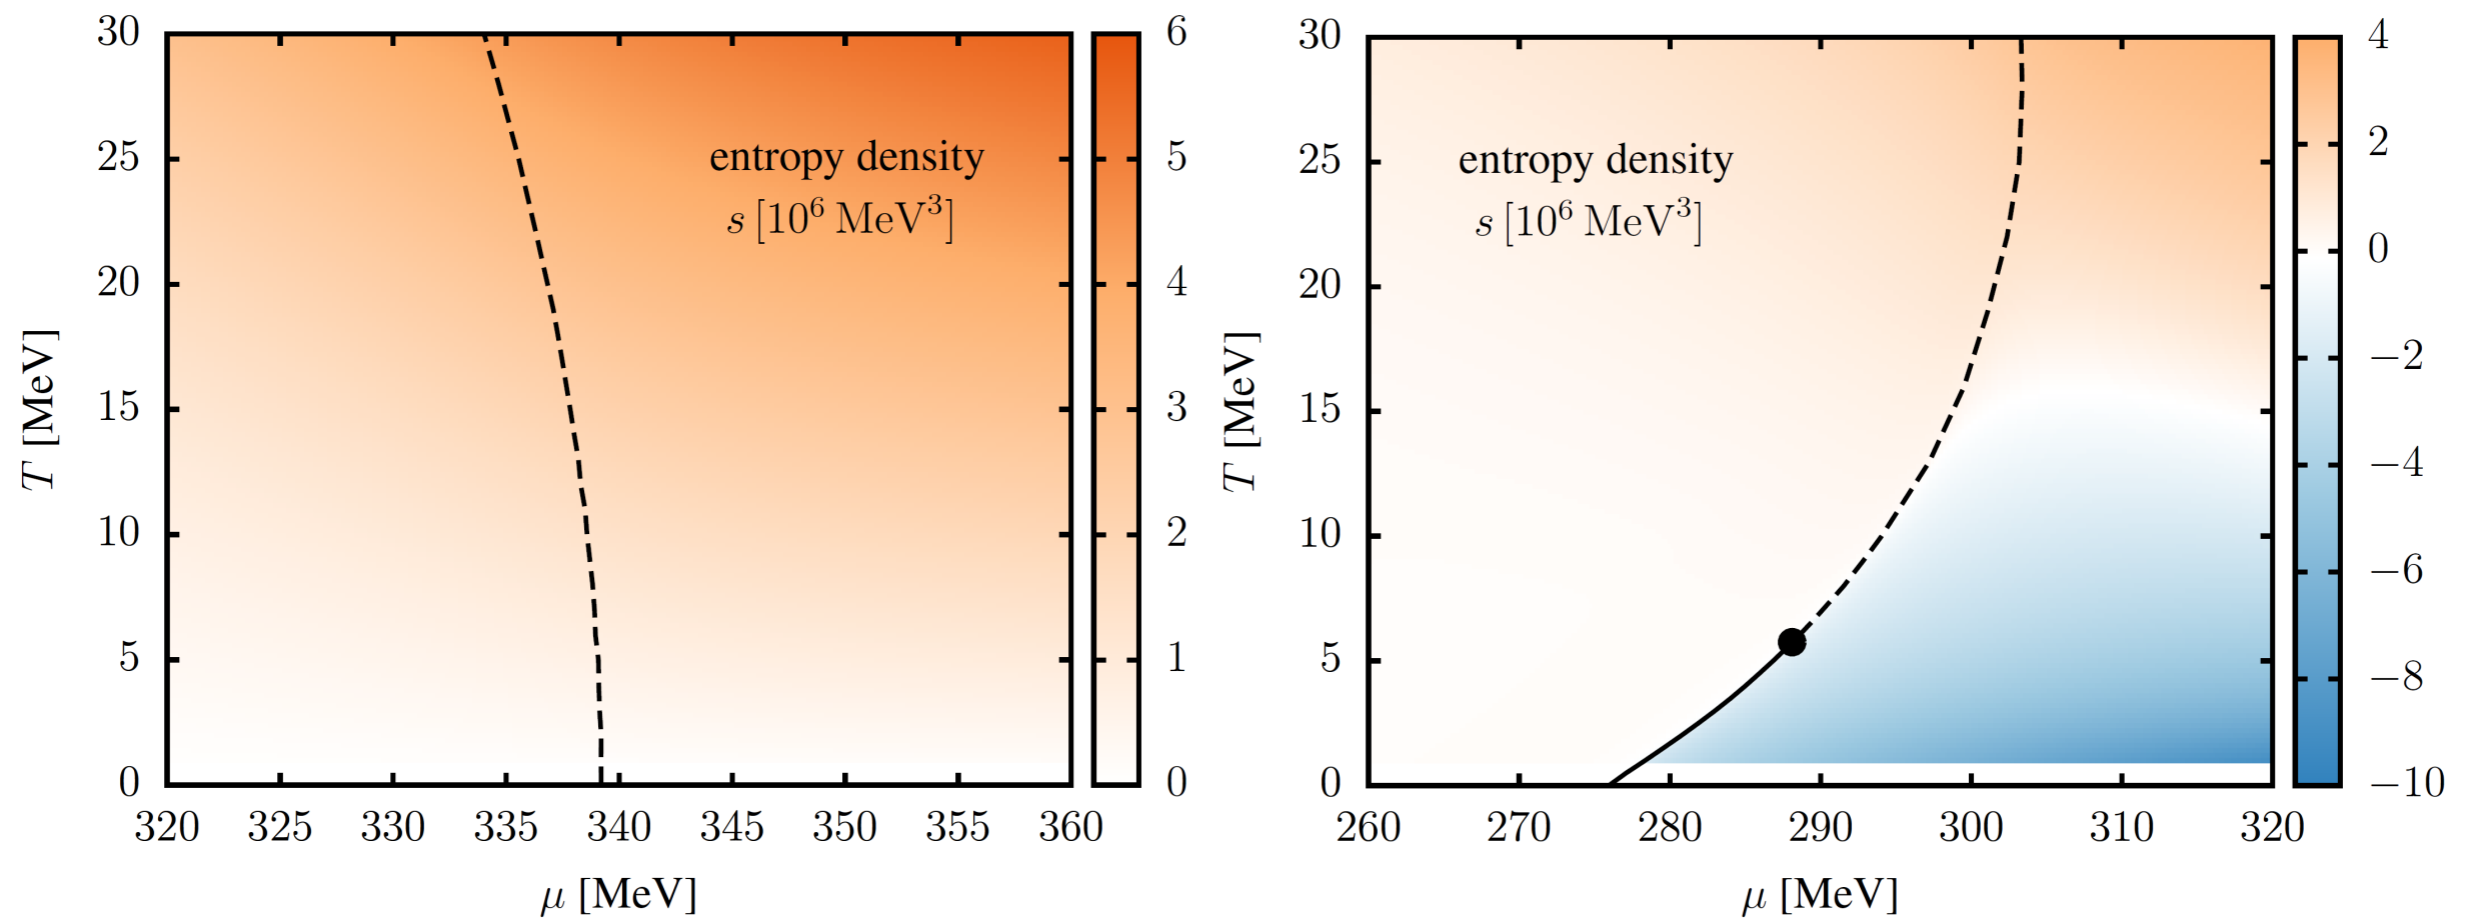 30
25
20
15
10
5
0
T [MeV]
320 325 330 335 340 345 350 355 360
μ [MeV]
entropy density
s [10⁶ MeV³]
6
5
4
3
2
1
0
30
25
20
15
10
5
0
T [MeV]
260 270 280 290 300 310 320
μ [MeV]
entropy density
s [10⁶ MeV³]
4
2
0
−2
−4
−6
−8
−10